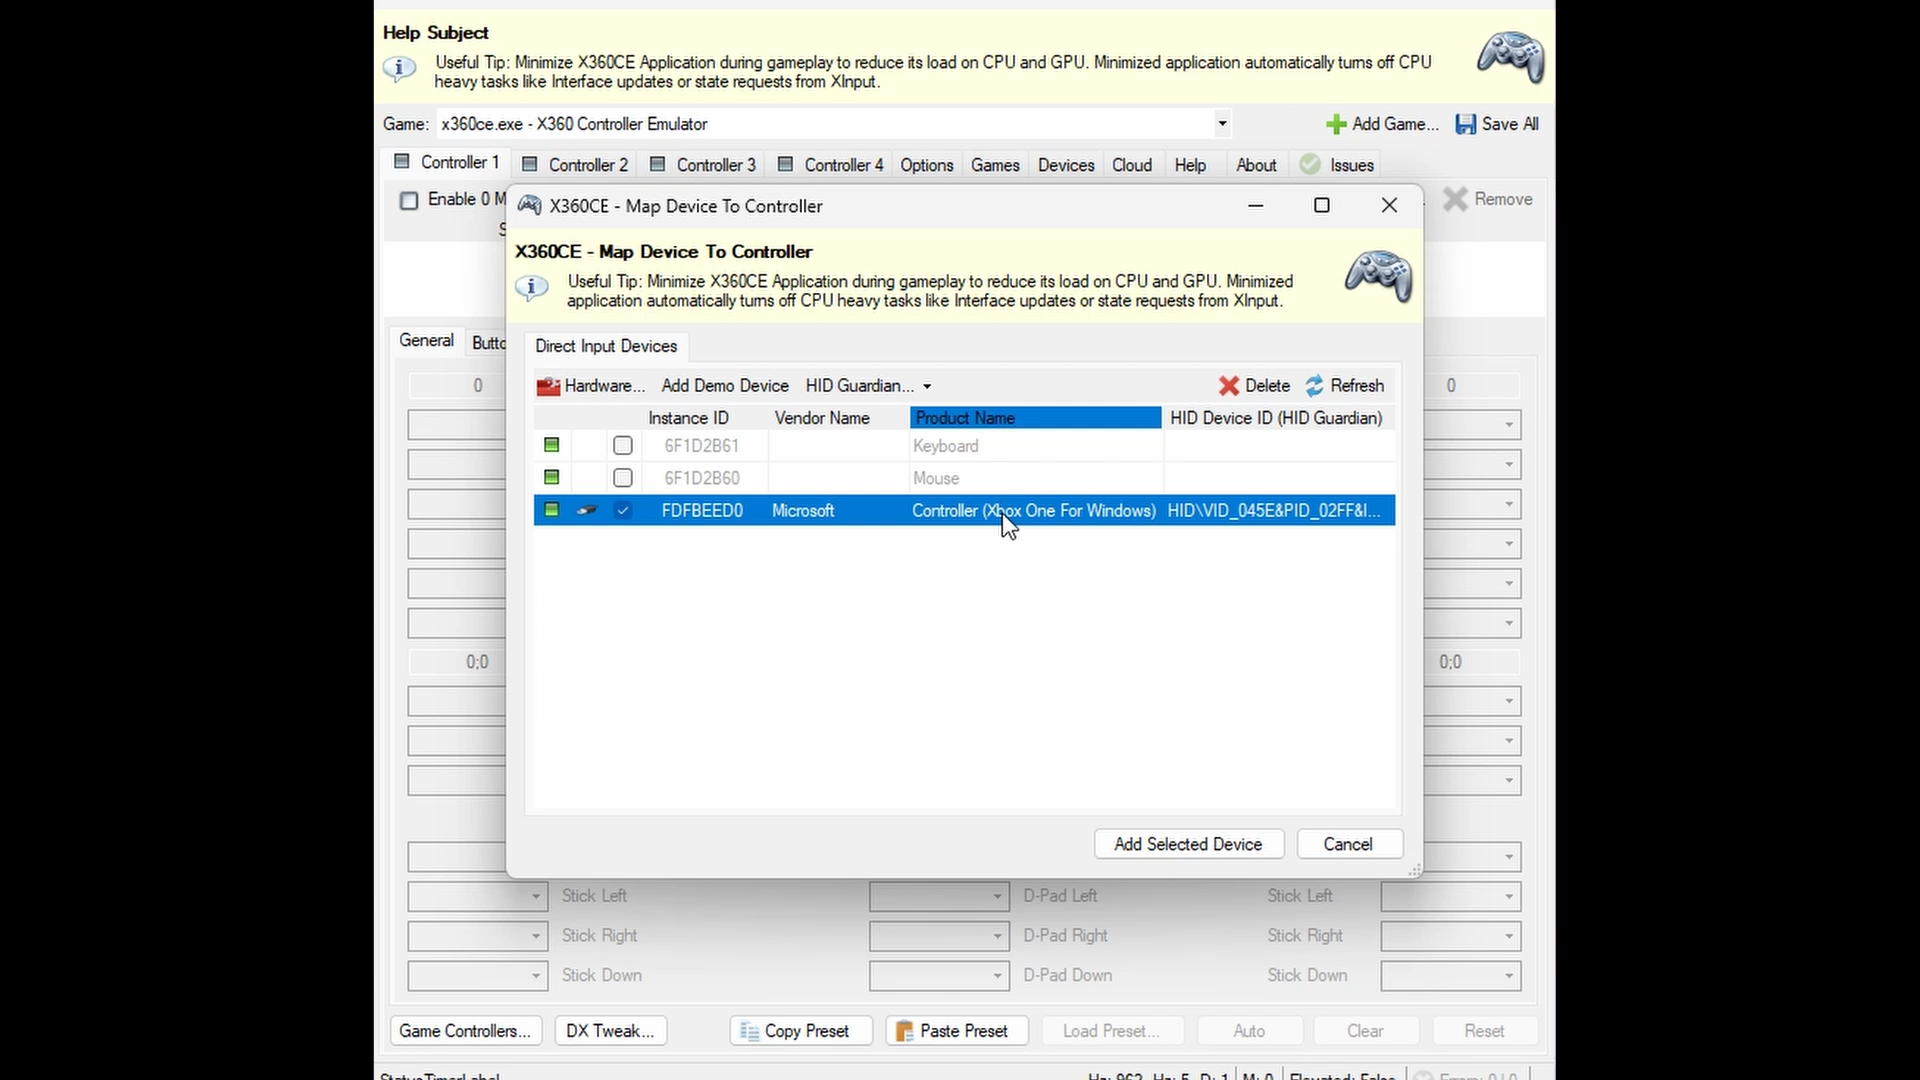 Help Subject
Useful Tip: Minimize X360CE Application during gameplay to reduce its load on CPU and GPU. Minimized application automatically turns off CPU
heavy tasks like Interface updates or state requests from XInput.
Game: x360ce.exe - X360 Controller Emulator
Add Game... Save All
Controller 1 Controller 2 Controller 3 Controller 4 Options Games Devices Cloud Help About Issues
Enable 0 M
Remove
S
X360CE - Map Device To Controller
X360CE - Map Device To Controller
Useful Tip: Minimize X360CE Application during gameplay to reduce its load on CPU and GPU. Minimized
application automatically turns off CPU heavy tasks like Interface updates or state requests from XInput.
General Butto
Direct Input Devices
0
Hardware... Add Demo Device HID Guardian... Delete Refresh
0
Instance ID Vendor Name Product Name HID Device ID (HID Guardian)
6F1D2B61 Keyboard
6F1D2B60 Mouse
FDFBEED0 Microsoft Controller (Xbox One For Windows) HID\VID_045E&PID_02FF&I...
0;0
0;0
Add Selected Device Cancel
Stick Left D-Pad Left Stick Left
Stick Right D-Pad Right Stick Right
Stick Down D-Pad Down Stick Down
Game Controllers... DX Tweak... Copy Preset Paste Preset Load Preset... Auto Clear Reset